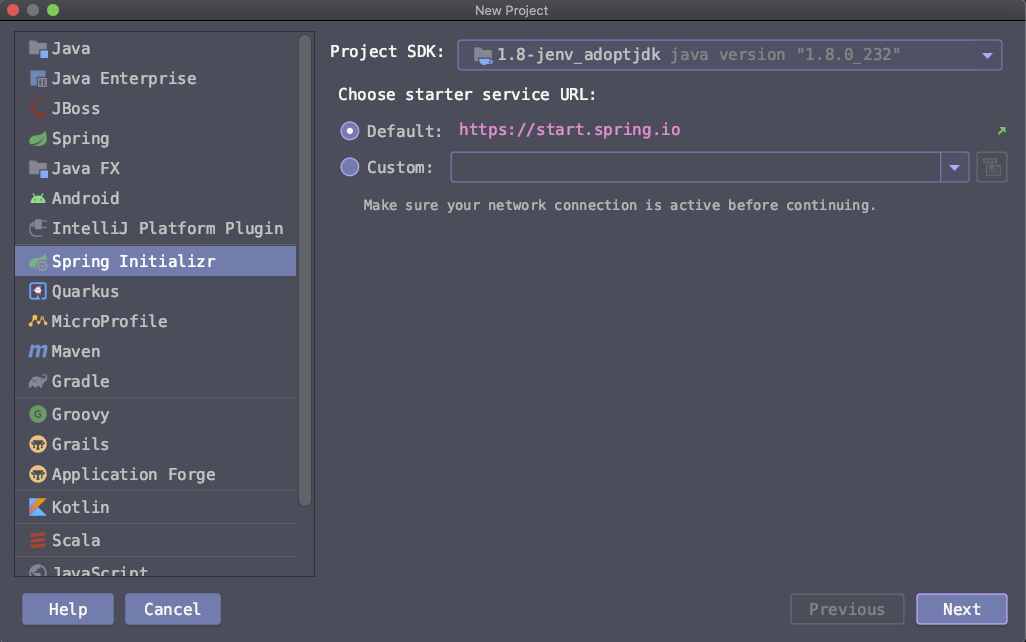 New Project
Java
Java Enterprise
JBoss
Spring
Java FX
Android
IntelliJ Platform Plugin
Spring Initializr
Quarkus
MicroProfile
Maven
Gradle
Groovy
Grails
Application Forge
Kotlin
Scala
JavaScript
Project SDK: 1.8-jenv_adoptjdk java version "1.8.0_232"
Choose starter service URL:
Default: https://start.spring.io
Custom:
Make sure your network connection is active before continuing.
Help Cancel Previous Next